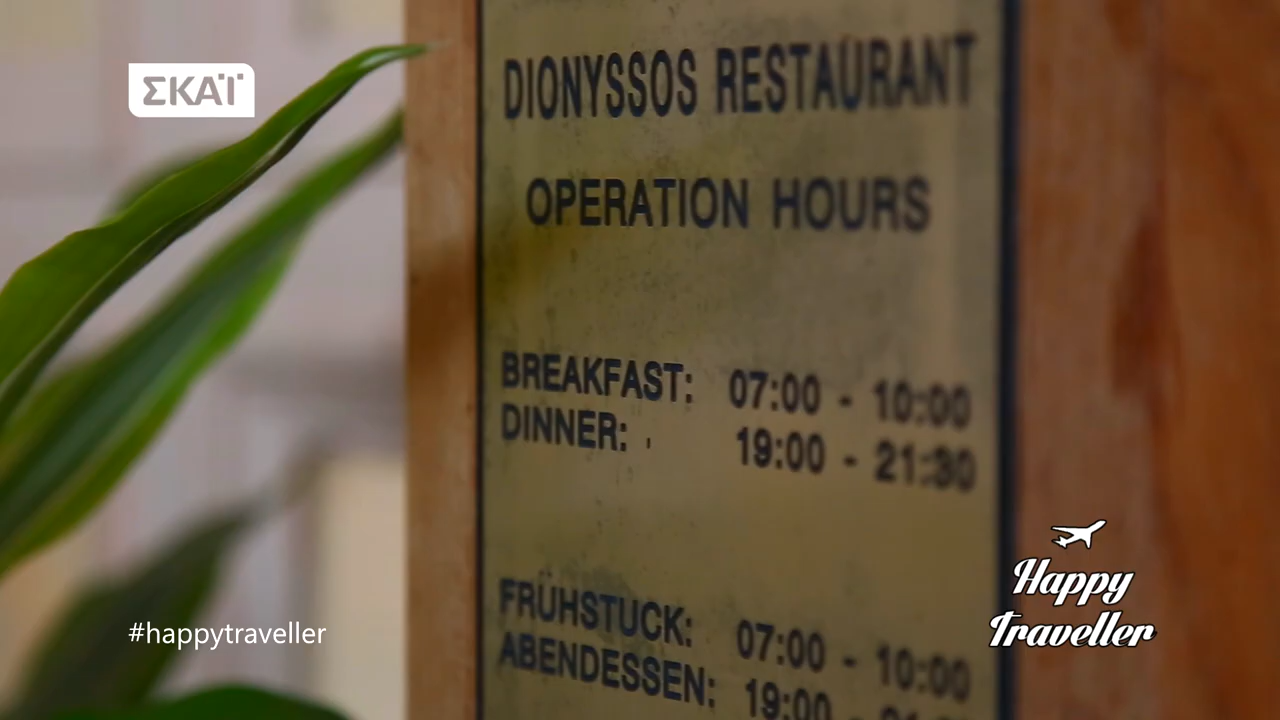 ΣΚΑΪ
DIONYSSOS RESTAURANT
OPERATION HOURS
BREAKFAST: 07:00 - 10:00
DINNER: 19:00 - 21:30
FRÜHSTUCK: 07:00 - 10:00
ABENDESSEN: 19:00 -
#happytraveller
Happy
Traveller